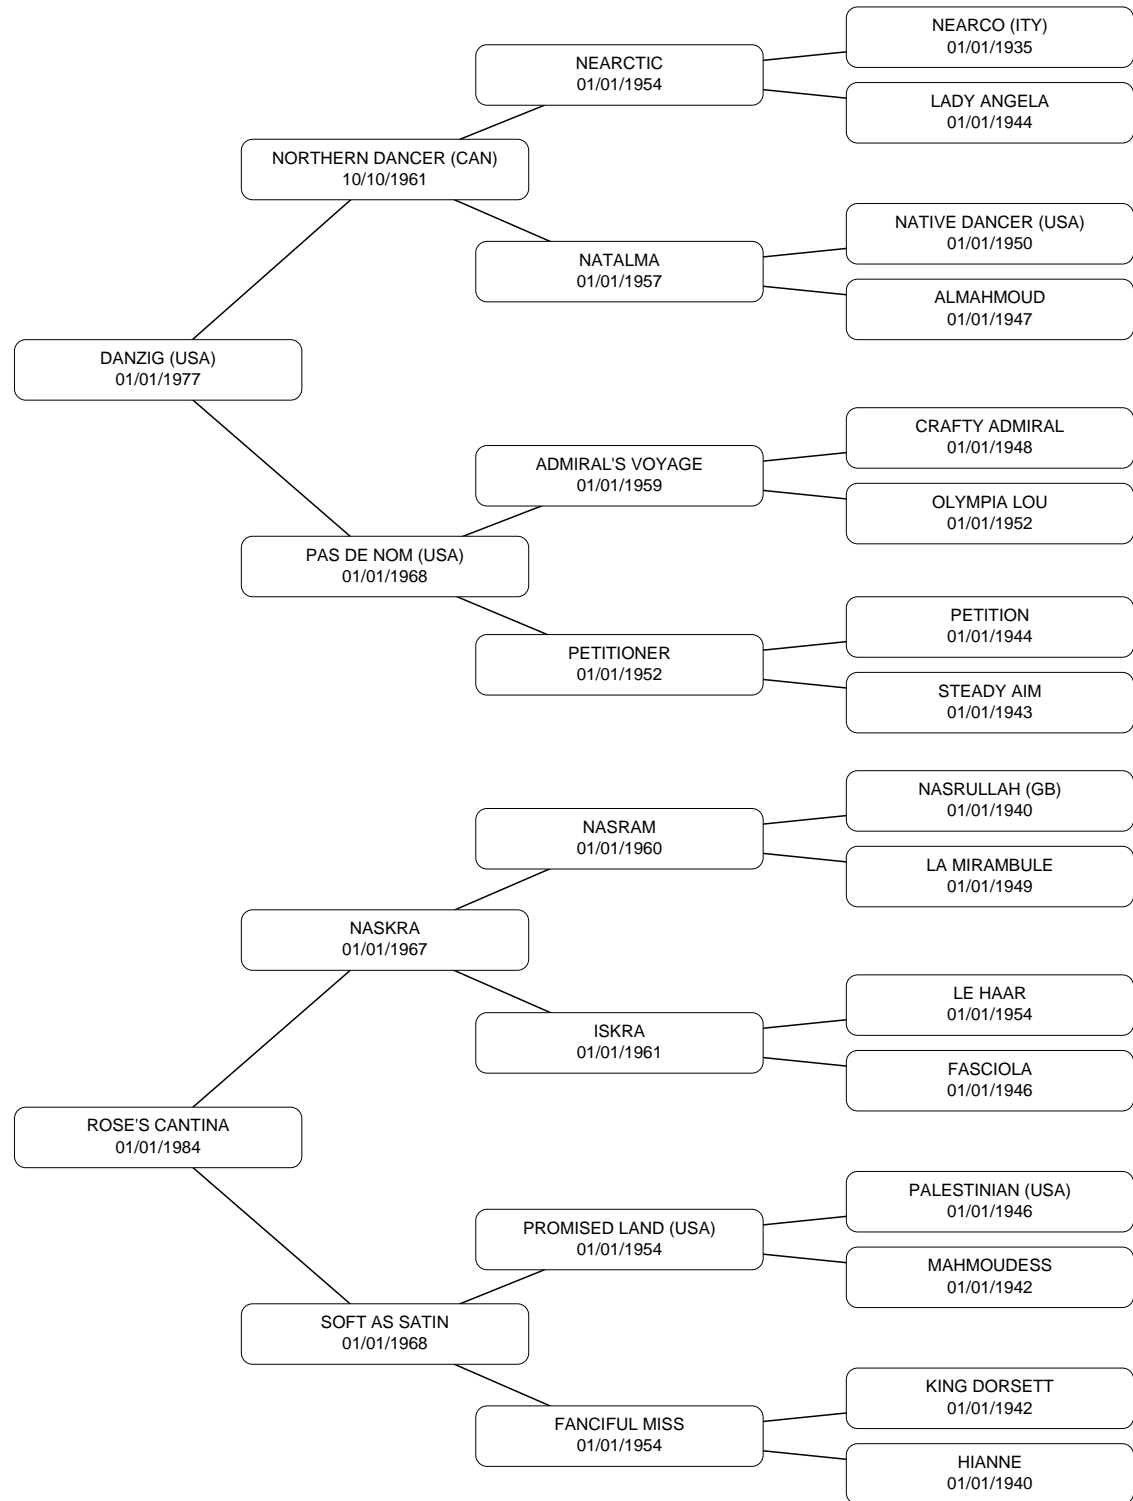 NEARCO (ITY)
01/01/1935
NEARCTIC
01/01/1954
LADY ANGELA
01/01/1944
NORTHERN DANCER (CAN)
10/10/1961
NATIVE DANCER (USA)
01/01/1950
NATALMA
01/01/1957
ALMAHMOUD
01/01/1947
DANZIG (USA)
01/01/1977
CRAFTY ADMIRAL
01/01/1948
ADMIRAL'S VOYAGE
01/01/1959
OLYMPIA LOU
01/01/1952
PAS DE NOM (USA)
01/01/1968
PETITION
01/01/1944
PETITIONER
01/01/1952
STEADY AIM
01/01/1943
NASRULLAH (GB)
01/01/1940
NASRAM
01/01/1960
LA MIRAMBULE
01/01/1949
NASKRA
01/01/1967
LE HAAR
01/01/1954
ISKRA
01/01/1961
FASCIOLA
01/01/1946
ROSE'S CANTINA
01/01/1984
PALESTINIAN (USA)
01/01/1946
PROMISED LAND (USA)
01/01/1954
MAHMOUDESS
01/01/1942
SOFT AS SATIN
01/01/1968
KING DORSETT
01/01/1942
FANCIFUL MISS
01/01/1954
HIANNE
01/01/1940